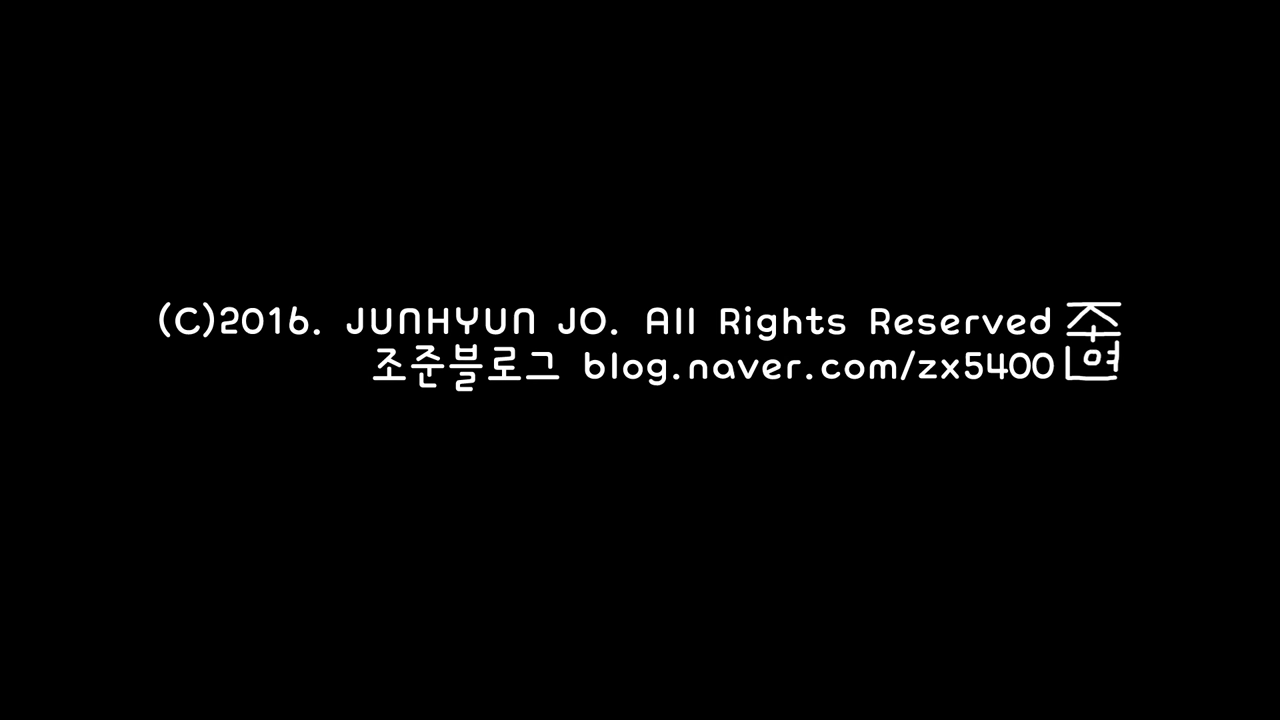 (C)2016. JUNHYUN JO. All Rights Reserved
조준블로그 blog.naver.com/zx5400